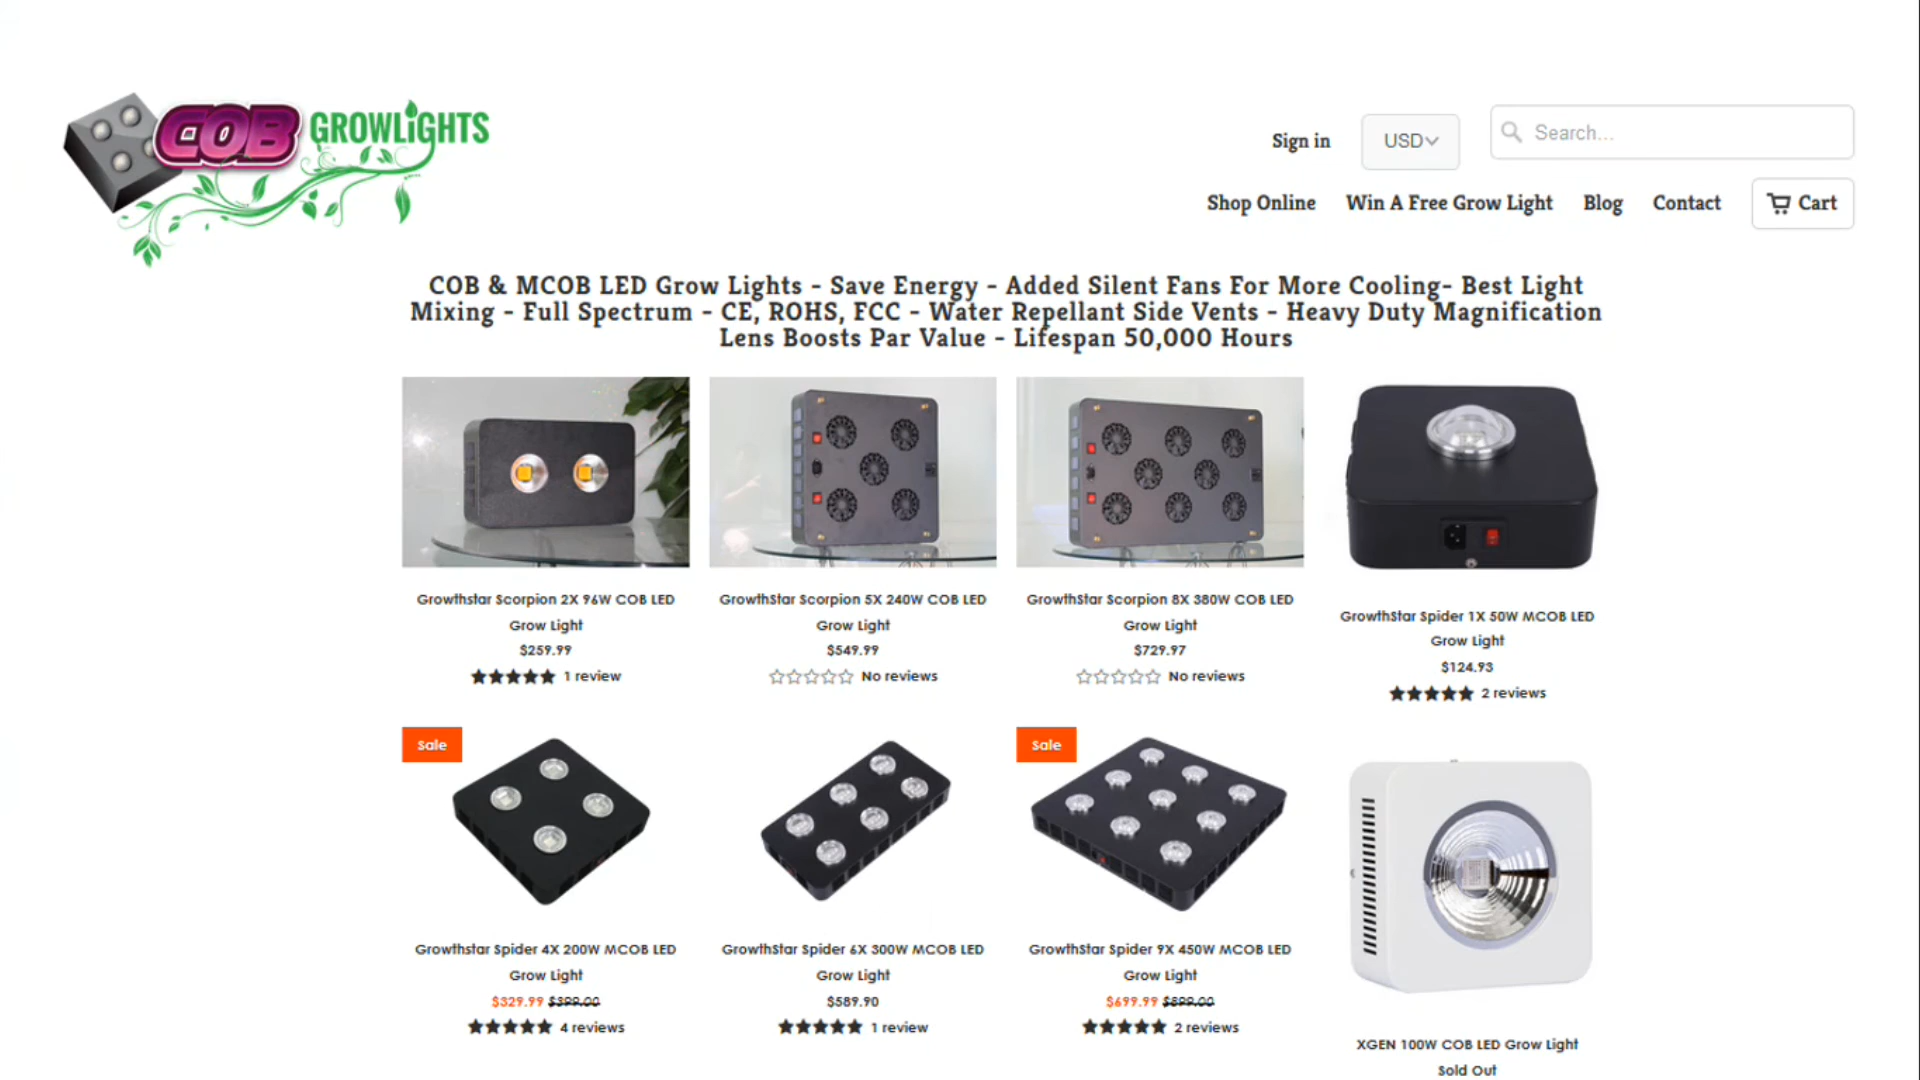 COB GROWLiGHTS
Sign in
USD
Search...
Shop Online
Win A Free Grow Light
Blog
Contact
Cart
COB & MCOB LED Grow Lights - Save Energy - Added Silent Fans For More Cooling- Best Light
Mixing - Full Spectrum - CE, ROHS, FCC - Water Repellant Side Vents - Heavy Duty Magnification
Lens Boosts Par Value - Lifespan 50,000 Hours
GrowthStar Scorpion 2X 96W COB LED
Grow Light
$259.99
1 review
GrowthStar Scorpion 5X 240W COB LED
Grow Light
$549.99
No reviews
GrowthStar Scorpion 8X 380W COB LED
Grow Light
$729.97
No reviews
GrowthStar Spider 1X 50W MCOB LED
Grow Light
$124.93
2 reviews
Sale
GrowthStar Spider 4X 200W MCOB LED
Grow Light
$329.99 $399.00
4 reviews
GrowthStar Spider 6X 300W MCOB LED
Grow Light
$589.90
1 review
Sale
GrowthStar Spider 9X 450W MCOB LED
Grow Light
$699.99 $899.00
2 reviews
XGEN 100W COB LED Grow Light
Sold Out